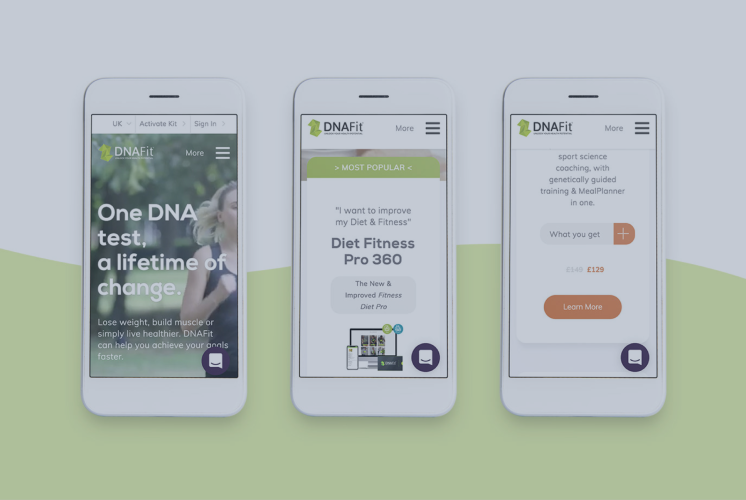 UK
Activate Kit
Sign In
DNAFit
More
One DNA
test,
a lifetime of
change.
Lose weight, build muscle or
simply live healthier. DNAFit
can help you achieve your goals
faster.
DNAFit
More
> MOST POPULAR <
"I want to improve
my Diet & Fitness"
Diet Fitness
Pro 360
The New &
Improved Fitness
Diet Pro
DNAFit
DNAFit
More
sport science
coaching, with
genetically guided
training & MealPlanner
in one.
What you get
£149 £129
Learn More